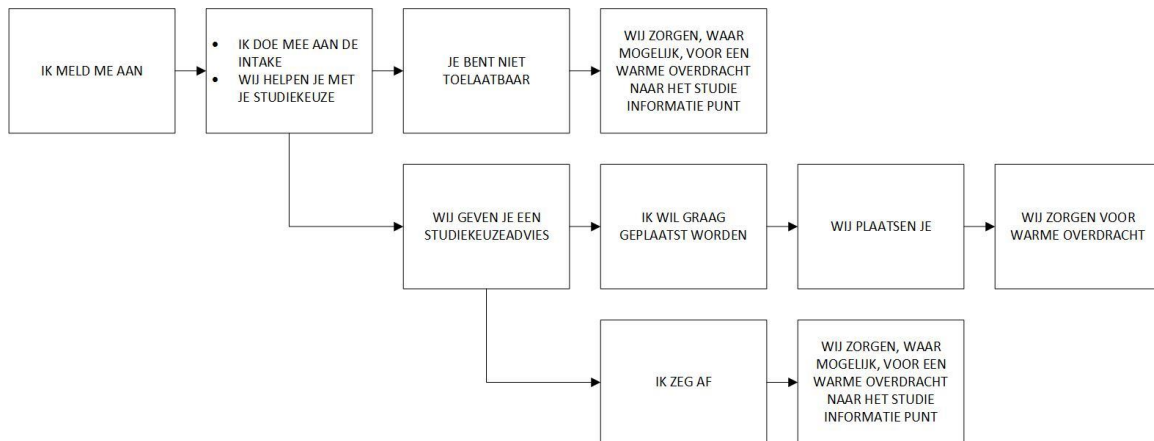 IK MELD ME AAN
• IK DOE MEE AAN DE
INTAKE
• WIJ HELPEN JE MET
JE STUDIEKEUZE
JE BENT NIET
TOELAATBAAR
WIJ ZORGEN, WAAR
MOGELIJK, VOOR EEN
WARME OVERDRACHT
NAAR HET STUDIE
INFORMATIE PUNT
WIJ GEVEN JE EEN
STUDIEKEUZEADVIES
IK WIL GRAAG
GEPLAATST WORDEN
WIJ PLAATSEN JE
WIJ ZORGEN VOOR
WARME OVERDRACHT
IK ZEG AF
WIJ ZORGEN, WAAR
MOGELIJK, VOOR EEN
WARME OVERDRACHT
NAAR HET STUDIE
INFORMATIE PUNT